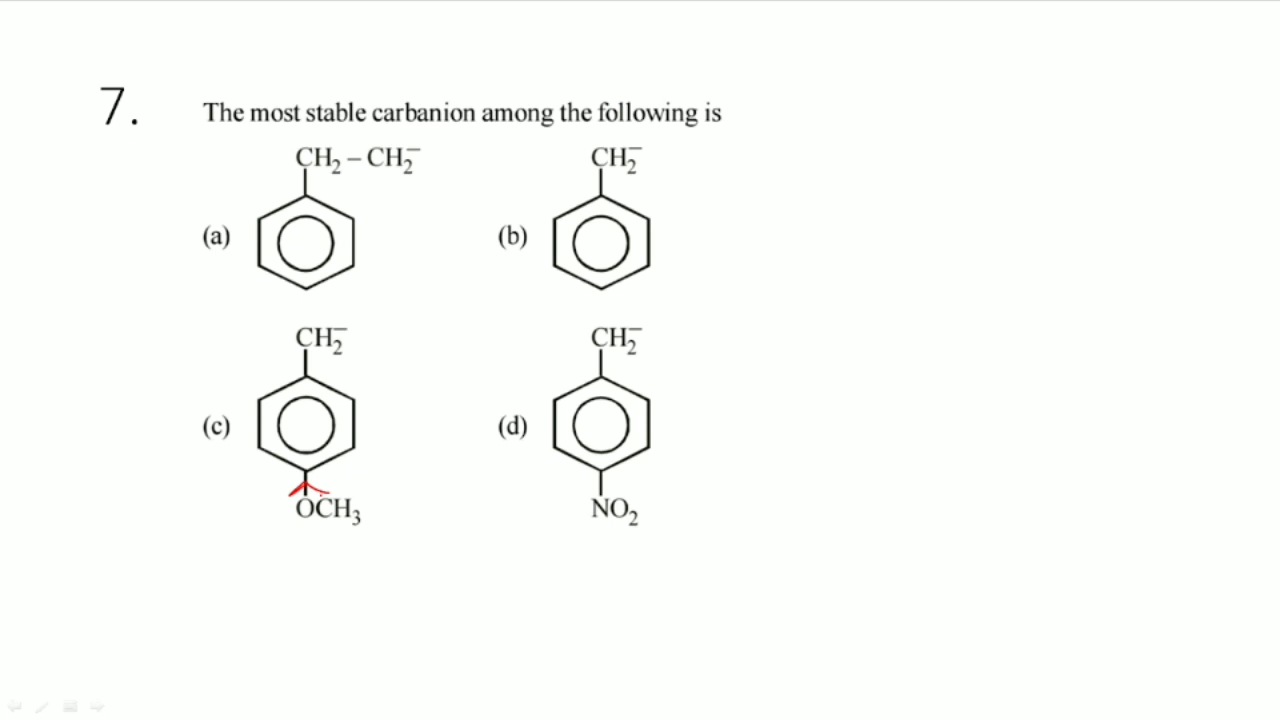 7. The most stable carbanion among the following is
CH₂ – CH₂⁻ CH₂⁻
(a) (b)
CH₂⁻ CH₂⁻
(c) (d)
OCH₃ NO₂